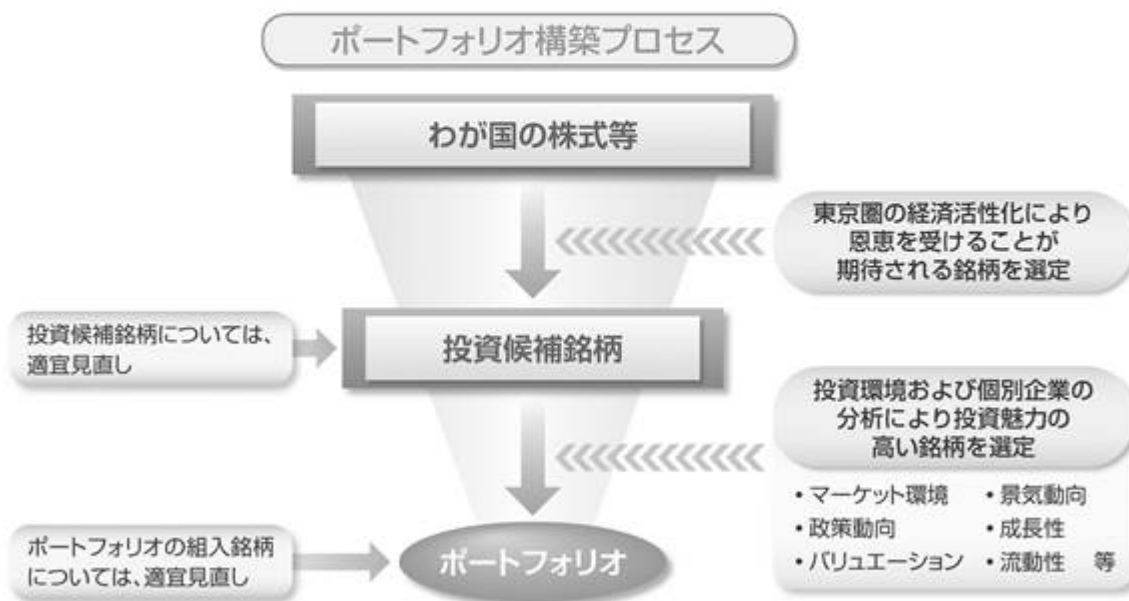 ポートフォリオ構築プロセス
わが国の株式等
東京圏の経済活性化により
恩恵を受けることが
期待される銘柄を選定
投資候補銘柄については、
適宜見直し
投資候補銘柄
投資環境および個別企業の
分析により投資魅力の
高い銘柄を選定
・マーケット環境 ・景気動向
・政策動向 ・成長性
・バリュエーション ・流動性 等
ポートフォリオの組入銘柄
については、適宜見直し
ポートフォリオ